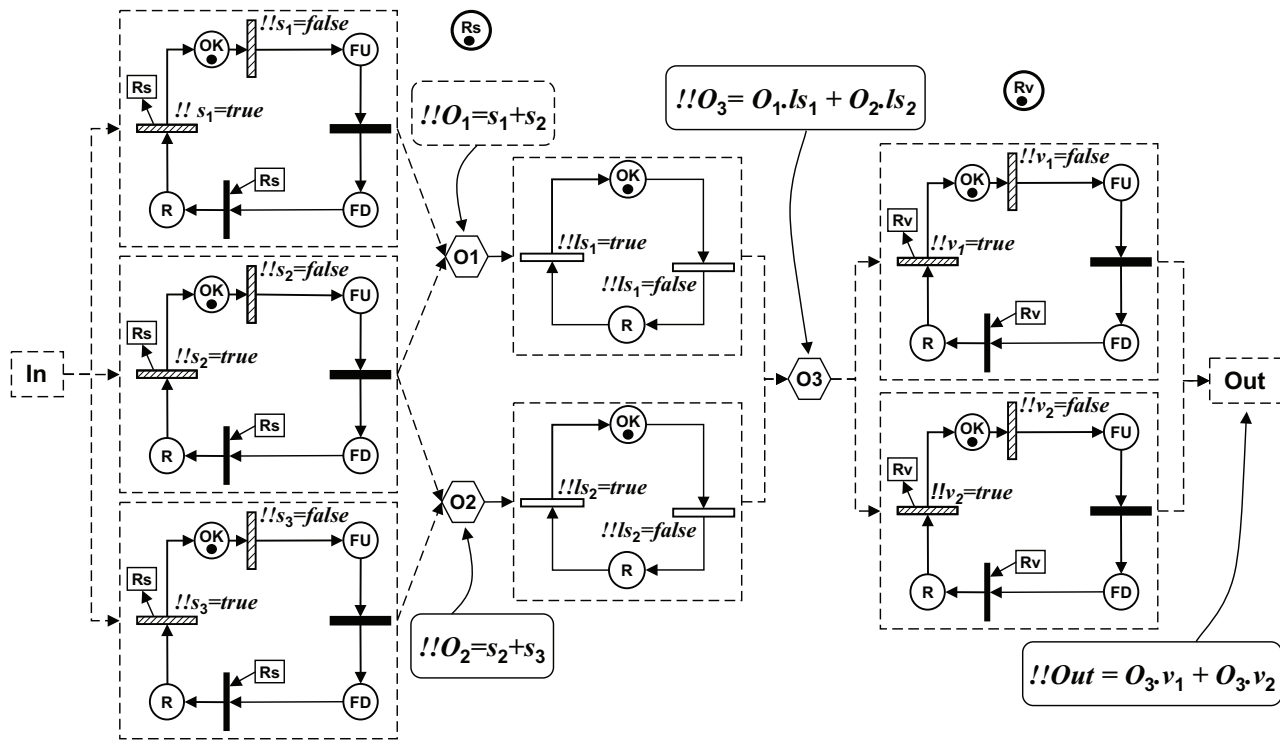 !!s1=false
OK
FU
Rs
!! s1=true
Rs
R
FD
Rs
!!O1=s1+s2
!!O3= O1.ls1 + O2.ls2
Rv
!!s2=false
OK
FU
Rs
!!s2=true
Rs
R
FD
In
!!s3=false
OK
FU
Rs
!!s3=true
Rs
R
FD
O1
O2
!!O2=s2+s3
OK
!!ls1=true
!!ls1=false
R
OK
!!ls2=true
!!ls2=false
R
O3
!!v1=false
OK
FU
Rv
!!v1=true
Rv
R
FD
!!v2=false
OK
FU
Rv
!!v2=true
Rv
R
FD
Out
!!Out = O3.v1 + O3.v2